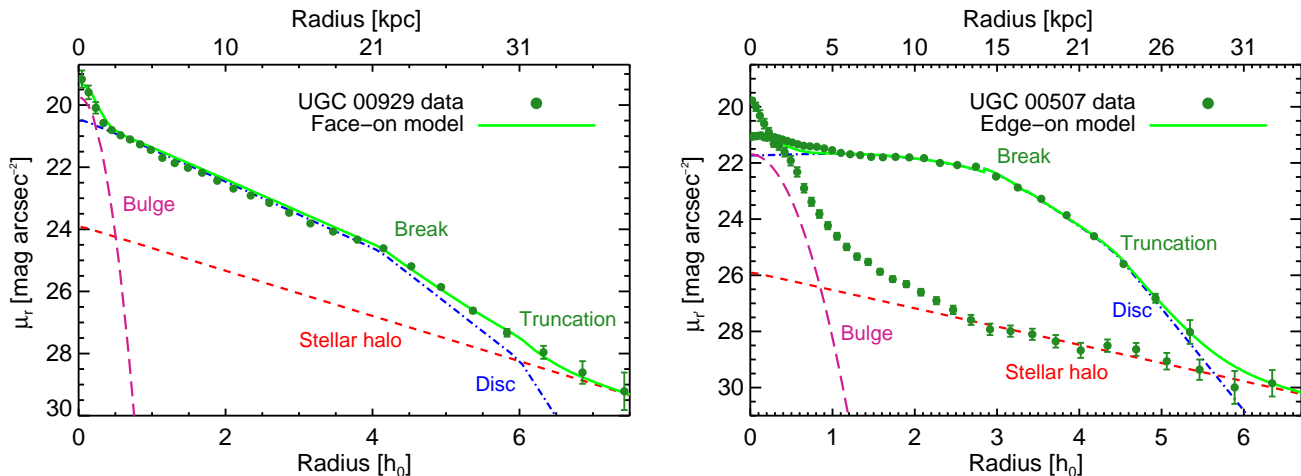 Radius [kpc]
0 10 21 31
UGC 00929 data
Face-on model
Bulge
Break
Truncation
Stellar halo
Disc
20
22
24
26
28
30
μr [mag arcsec-2]
0 2 4 6
Radius [h0]
Radius [kpc]
0 5 10 15 21 26 31
UGC 00507 data
Edge-on model
Break
Truncation
Disc
Bulge
Stellar halo
20
22
24
26
28
30
μr' [mag arcsec-2]
0 1 2 3 4 5 6
Radius [h0]